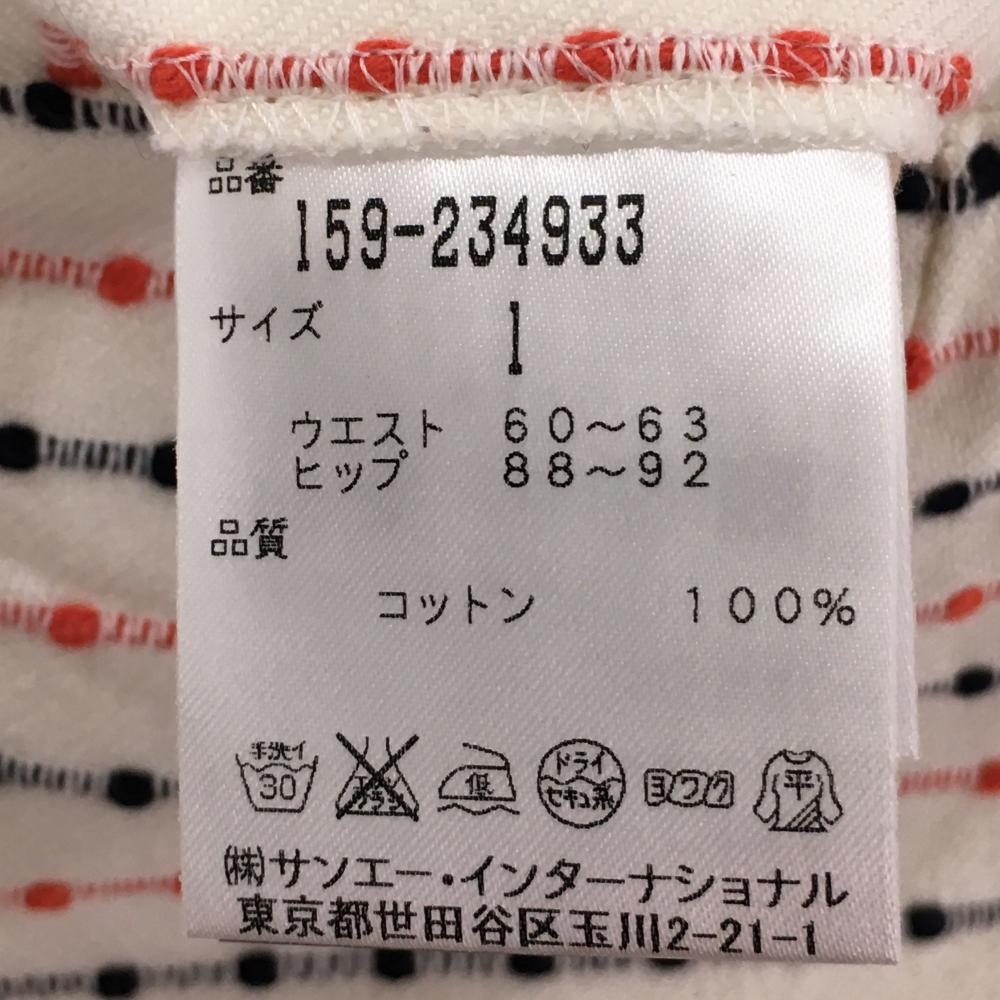 品番
159-234933
サイズ 1
ウエスト 60～63
ヒップ 88～92
品質
コットン 100%
手洗イ 30 低 ドライ セキュ系 ヨワク 平
(株)サンエー・インターナショナル
東京都世田谷区玉川2-21-1